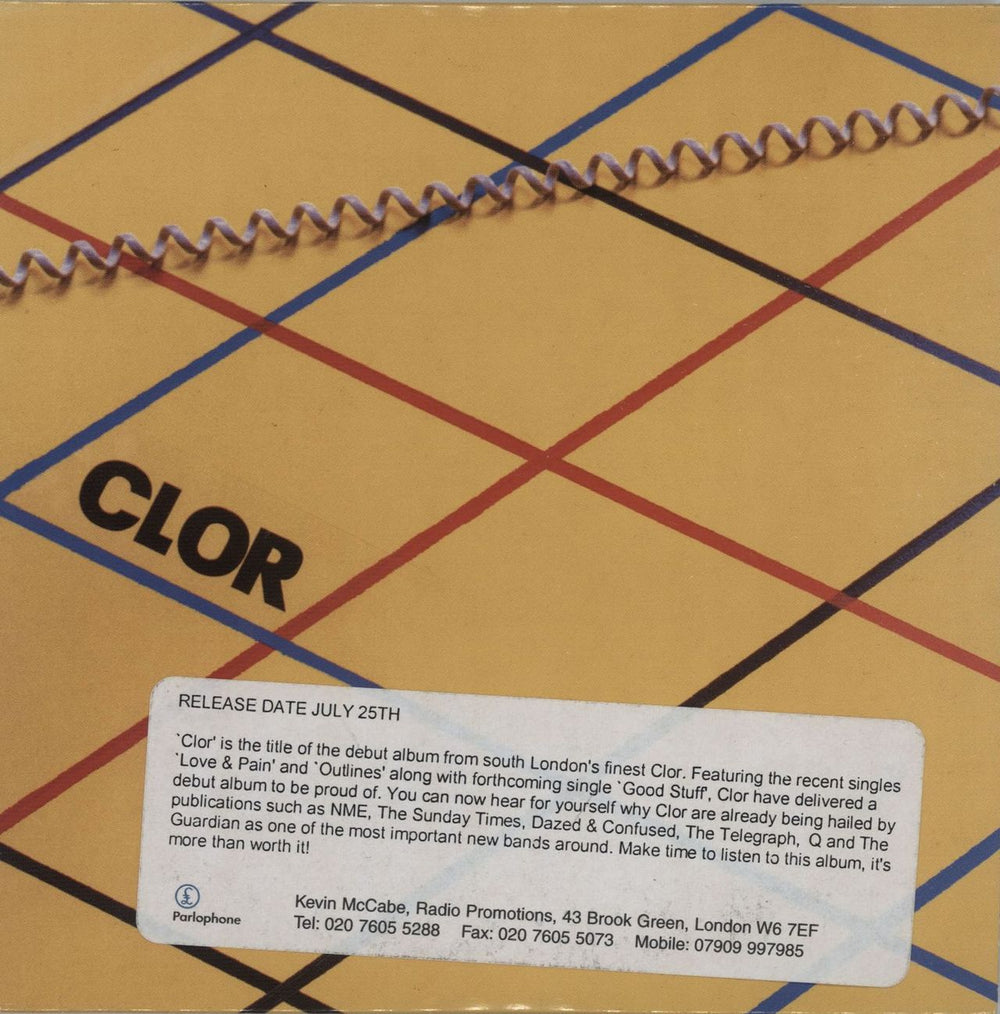 CLOR
RELEASE DATE JULY 25TH
`Clor' is the title of the debut album from south London's finest Clor. Featuring the recent singles
`Love & Pain' and `Outlines' along with forthcoming single `Good Stuff', Clor have delivered a
debut album to be proud of. You can now hear for yourself why Clor are already being hailed by
publications such as NME, The Sunday Times, Dazed & Confused, The Telegraph, Q and The
Guardian as one of the most important new bands around. Make time to listen to this album, it's
more than worth it!
£
Parlophone
Kevin McCabe, Radio Promotions, 43 Brook Green, London W6 7EF
Tel: 020 7605 5288 Fax: 020 7605 5073 Mobile: 07909 997985